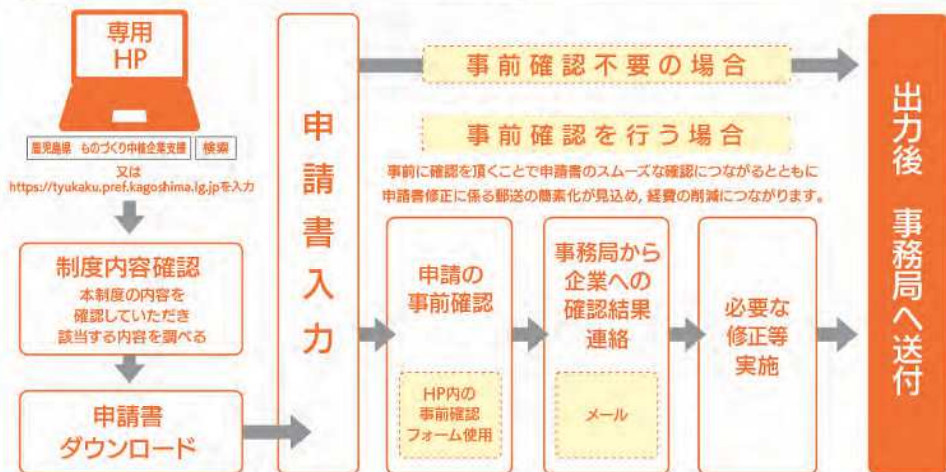 専用
HP
鹿児島県 ものづくり中核企業支援 検索
又は
https://tyukaku.pref.kagoshima.lg.jpを入力
制度内容確認
本制度の内容を
確認していただき
該当する内容を調べる
申請書
ダウンロード
申請書入力
事前確認不要の場合
事前確認を行う場合
事前に確認を頂くことで申請書のスムーズな確認につながるとともに
申請書修正に係る郵送の簡素化が見込め,経費の削減につながります。
申請の
事前確認
HP内の
事前確認
フォーム使用
事務局から
企業への
確認結果
連絡
メール
必要な
修正等
実施
出力後 事務局へ送付